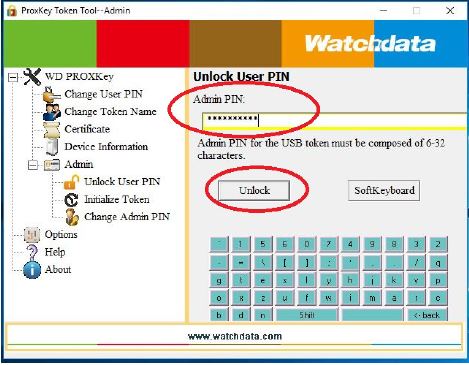 ProxKey Token Tool--Admin
Watchdata
WD PROXKey
Change User PIN
Change Token Name
Certificate
Device Information
Admin
Unlock User PIN
Initialize Token
Change Admin PIN
Options
Help
About
Unlock User PIN
Admin PIN:
**********
Admin PIN for the USB token must be composed of 6-32
characters.
Unlock
SoftKeyboard
1 5 6 0 7 4 8 9 3 2
- = \ [ ] ; ' , . / q
b d n Shift <-back
www.watchdata.com